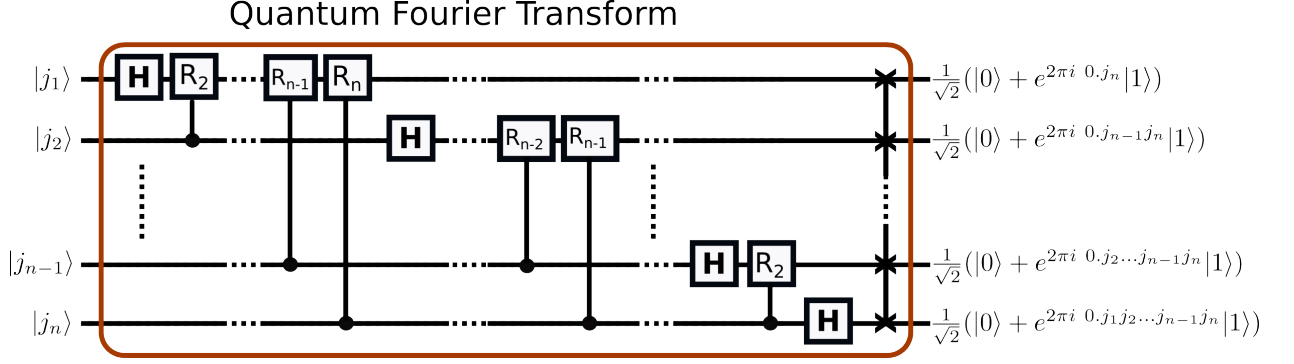 Quantum Fourier Transform
|j₁⟩ H R₂ Rₙ₋₁ Rₙ 1/√2(|0⟩ + e^{2πi 0.jₙ}|1⟩)
|j₂⟩ H Rₙ₋₂ Rₙ₋₁ 1/√2(|0⟩ + e^{2πi 0.jₙ₋₁jₙ}|1⟩)
|jₙ₋₁⟩ H R₂ 1/√2(|0⟩ + e^{2πi 0.j₂...jₙ₋₁jₙ}|1⟩)
|jₙ⟩ H 1/√2(|0⟩ + e^{2πi 0.j₁j₂...jₙ₋₁jₙ}|1⟩)